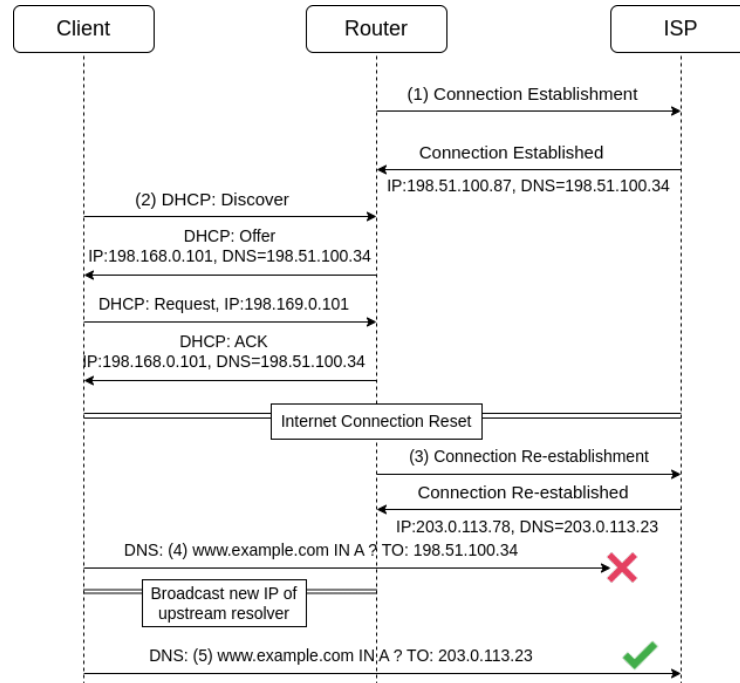 Client
Router
ISP
(1) Connection Establishment
Connection Established
IP:198.51.100.87, DNS=198.51.100.34
(2) DHCP: Discover
DHCP: Offer
IP:198.168.0.101, DNS=198.51.100.34
DHCP: Request, IP:198.169.0.101
DHCP: ACK
IP:198.168.0.101, DNS=198.51.100.34
Internet Connection Reset
(3) Connection Re-establishment
Connection Re-established
IP:203.0.113.78, DNS=203.0.113.23
DNS: (4) www.example.com IN A ? TO: 198.51.100.34
Broadcast new IP of
upstream resolver
DNS: (5) www.example.com IN A ? TO: 203.0.113.23